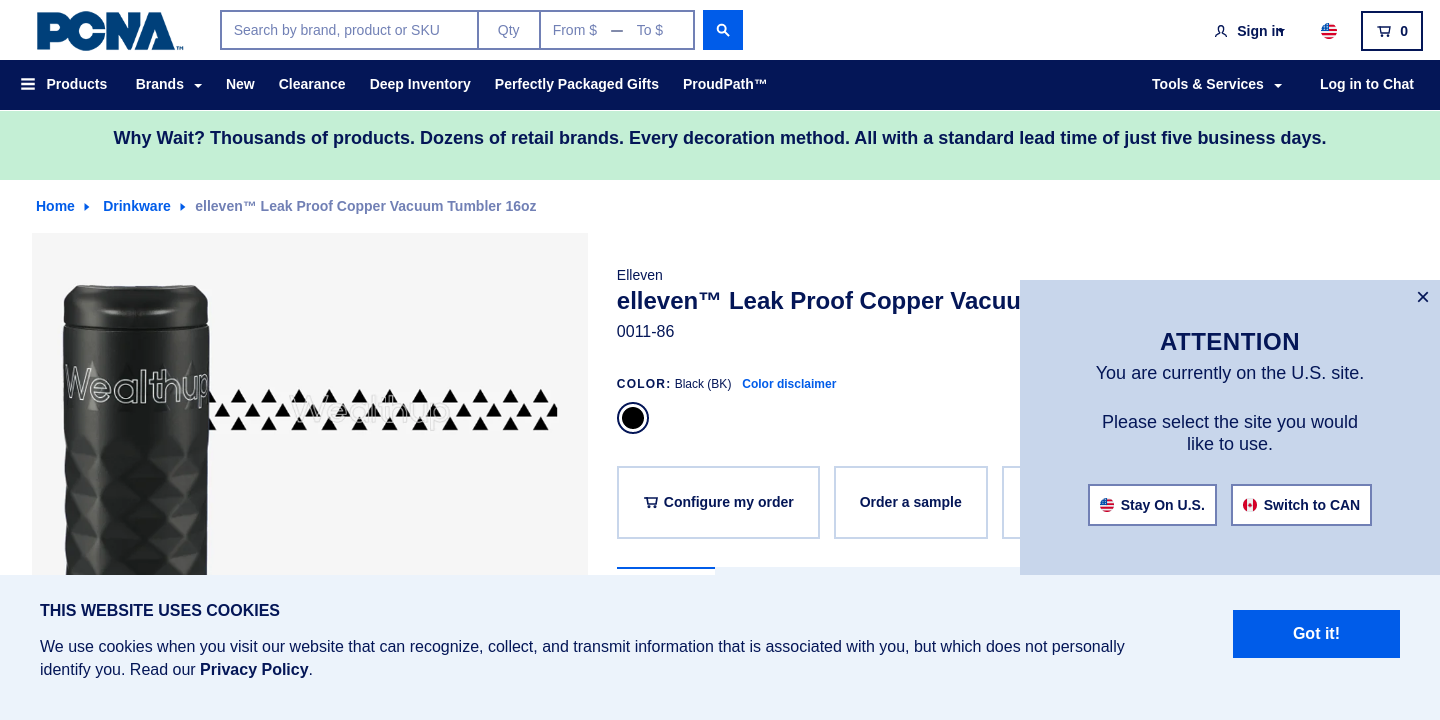 PCNA™
Search by brand, product or SKU
Qty
From $ — To $
Sign in
0
Products
Brands
New
Clearance
Deep Inventory
Perfectly Packaged Gifts
ProudPath™
Tools & Services
Log in to Chat
Why Wait? Thousands of products. Dozens of retail brands. Every decoration method. All with a standard lead time of just five business days.
Home
Drinkware
elleven™ Leak Proof Copper Vacuum Tumbler 16oz
Wealthup
Wealthup
Elleven
elleven™ Leak Proof Copper Vacuu
0011-86
COLOR: Black (BK) Color disclaimer
Configure my order
Order a sample
×
ATTENTION
You are currently on the U.S. site.
Please select the site you would
like to use.
Stay On U.S.
Switch to CAN
THIS WEBSITE USES COOKIES
We use cookies when you visit our website that can recognize, collect, and transmit information that is associated with you, but which does not personally
identify you. Read our Privacy Policy.
Got it!